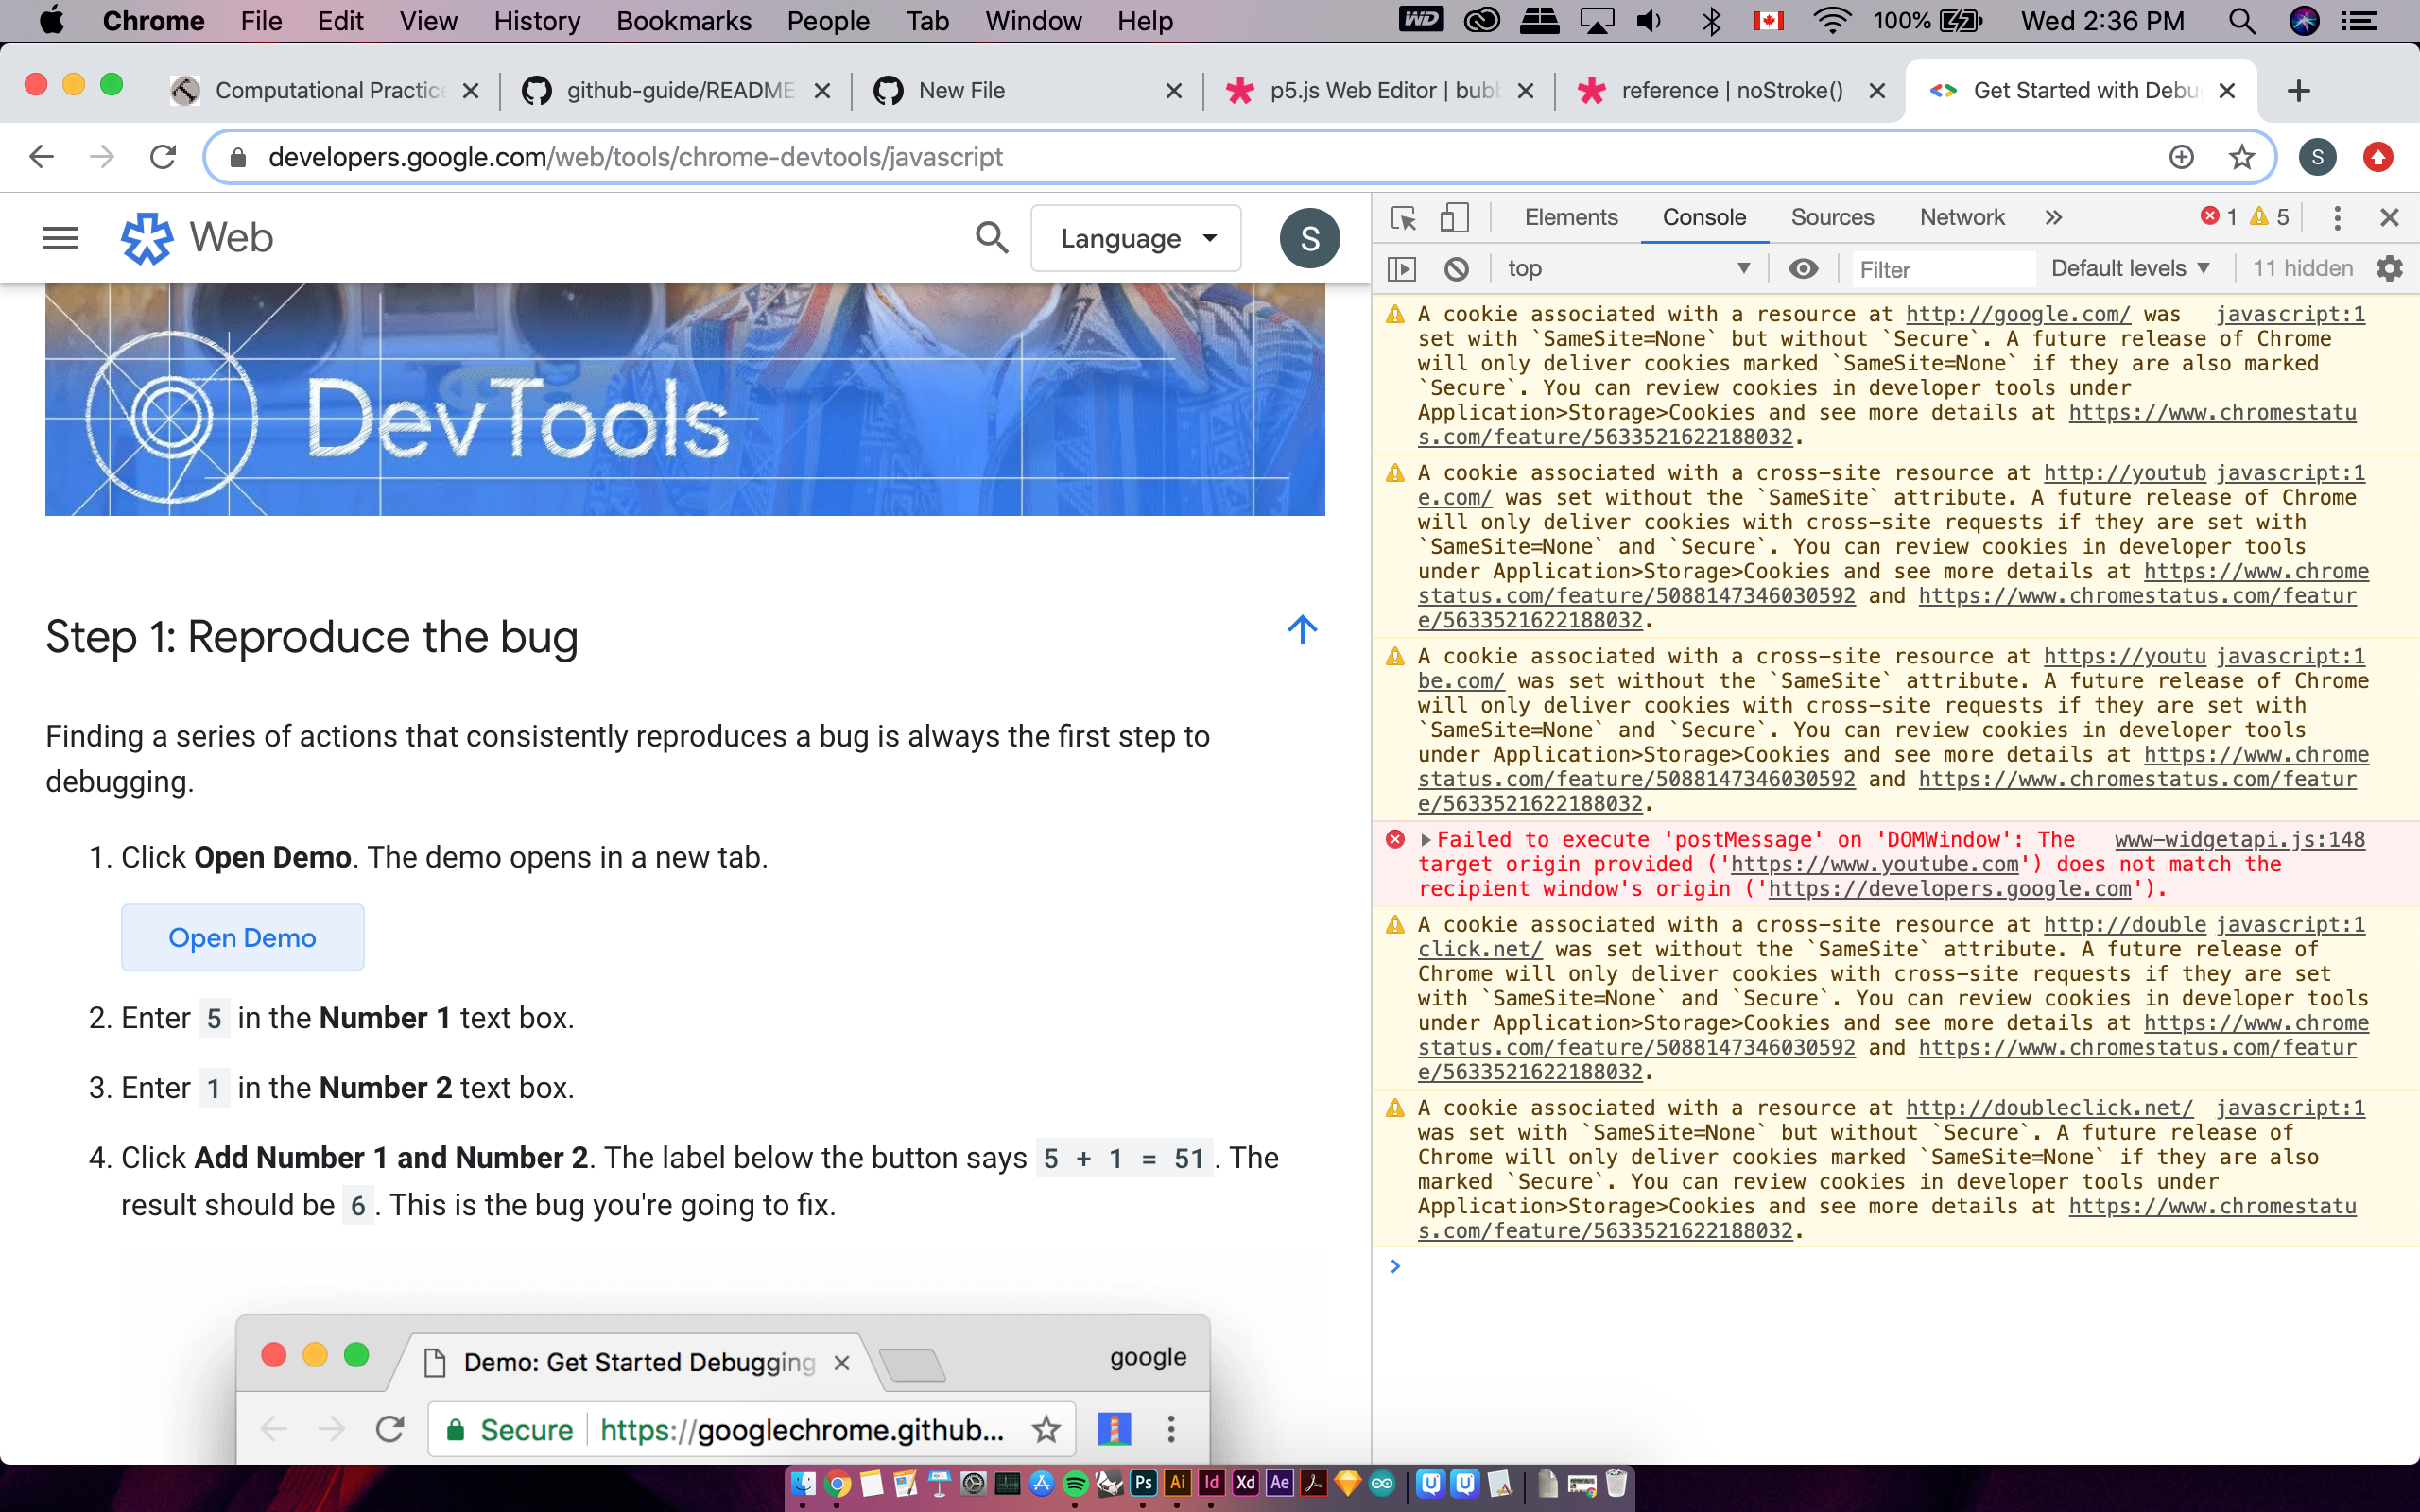 Chrome File Edit View History Bookmarks People Tab Window Help WD 100% Wed 2:36 PM
Computational Practice github-guide/README New File p5.js Web Editor | bubb reference | noStroke() Get Started with Debu
developers.google.com/web/tools/chrome-devtools/javascript S
Web Language S
DevTools
Step 1: Reproduce the bug
Finding a series of actions that consistently reproduces a bug is always the first step to
debugging.
1. Click Open Demo. The demo opens in a new tab.
Open Demo
2. Enter 5 in the Number 1 text box.
3. Enter 1 in the Number 2 text box.
4. Click Add Number 1 and Number 2. The label below the button says 5 + 1 = 51. The
result should be 6. This is the bug you're going to fix.
Demo: Get Started Debugging google
Secure https://googlechrome.github...
Elements Console Sources Network » 1 5
top Filter Default levels 11 hidden
A cookie associated with a resource at http://google.com/ was javascript:1
set with `SameSite=None` but without `Secure`. A future release of Chrome
will only deliver cookies marked `SameSite=None` if they are also marked
`Secure`. You can review cookies in developer tools under
Application>Storage>Cookies and see more details at https://www.chromestatu
s.com/feature/5633521622188032.
A cookie associated with a cross-site resource at http://youtub javascript:1
e.com/ was set without the `SameSite` attribute. A future release of Chrome
will only deliver cookies with cross-site requests if they are set with
`SameSite=None` and `Secure`. You can review cookies in developer tools
under Application>Storage>Cookies and see more details at https://www.chrome
status.com/feature/5088147346030592 and https://www.chromestatus.com/featur
e/5633521622188032.
A cookie associated with a cross-site resource at https://youtu javascript:1
be.com/ was set without the `SameSite` attribute. A future release of Chrome
will only deliver cookies with cross-site requests if they are set with
`SameSite=None` and `Secure`. You can review cookies in developer tools
under Application>Storage>Cookies and see more details at https://www.chrome
status.com/feature/5088147346030592 and https://www.chromestatus.com/featur
e/5633521622188032.
Failed to execute 'postMessage' on 'DOMWindow': The www-widgetapi.js:148
target origin provided ('https://www.youtube.com') does not match the
recipient window's origin ('https://developers.google.com').
A cookie associated with a cross-site resource at http://double javascript:1
click.net/ was set without the `SameSite` attribute. A future release of
Chrome will only deliver cookies with cross-site requests if they are set
with `SameSite=None` and `Secure`. You can review cookies in developer tools
under Application>Storage>Cookies and see more details at https://www.chrome
status.com/feature/5088147346030592 and https://www.chromestatus.com/featur
e/5633521622188032.
A cookie associated with a resource at http://doubleclick.net/ javascript:1
was set with `SameSite=None` but without `Secure`. A future release of
Chrome will only deliver cookies marked `SameSite=None` if they are also
marked `Secure`. You can review cookies in developer tools under
Application>Storage>Cookies and see more details at https://www.chromestatu
s.com/feature/5633521622188032.
Ps Ai Id Xd Ae